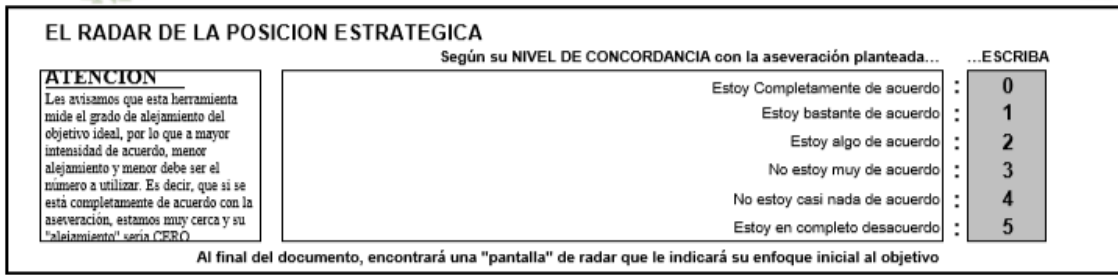 EL RADAR DE LA POSICION ESTRATEGICA
Según su NIVEL DE CONCORDANCIA con la aseveración planteada... ...ESCRIBA
ATENCION
Les avisamos que esta herramienta
mide el grado de alejamiento del
objetivo ideal, por lo que a mayor
intensidad de acuerdo, menor
alejamiento y menor debe ser el
número a utilizar. Es decir, que si se
está completamente de acuerdo con la
aseveración, estamos muy cerca y su
"alejamiento" sería CERO
Estoy Completamente de acuerdo : 0
Estoy bastante de acuerdo : 1
Estoy algo de acuerdo : 2
No estoy muy de acuerdo : 3
No estoy casi nada de acuerdo : 4
Estoy en completo desacuerdo : 5
Al final del documento, encontrará una "pantalla" de radar que le indicará su enfoque inicial al objetivo